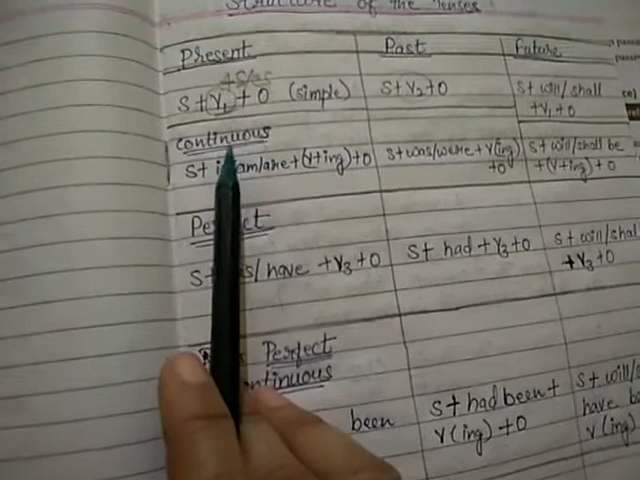 Structure of the Tenses
Present Past Future
+s/es
S+V1+O (simple) S+V2+O S+will/shall
+V1+O
Continuous
S+ am/are+(V+ing)+O S+was/were+V(ing) S+will/shall be
+O +(V+ing)+O
Perfect
S+ /have +V3+O S+ had +V3+O S+will/shal
+V3+O
Perfect
S+ had been+ S+will/
been V(ing)+O have be
V(ing)